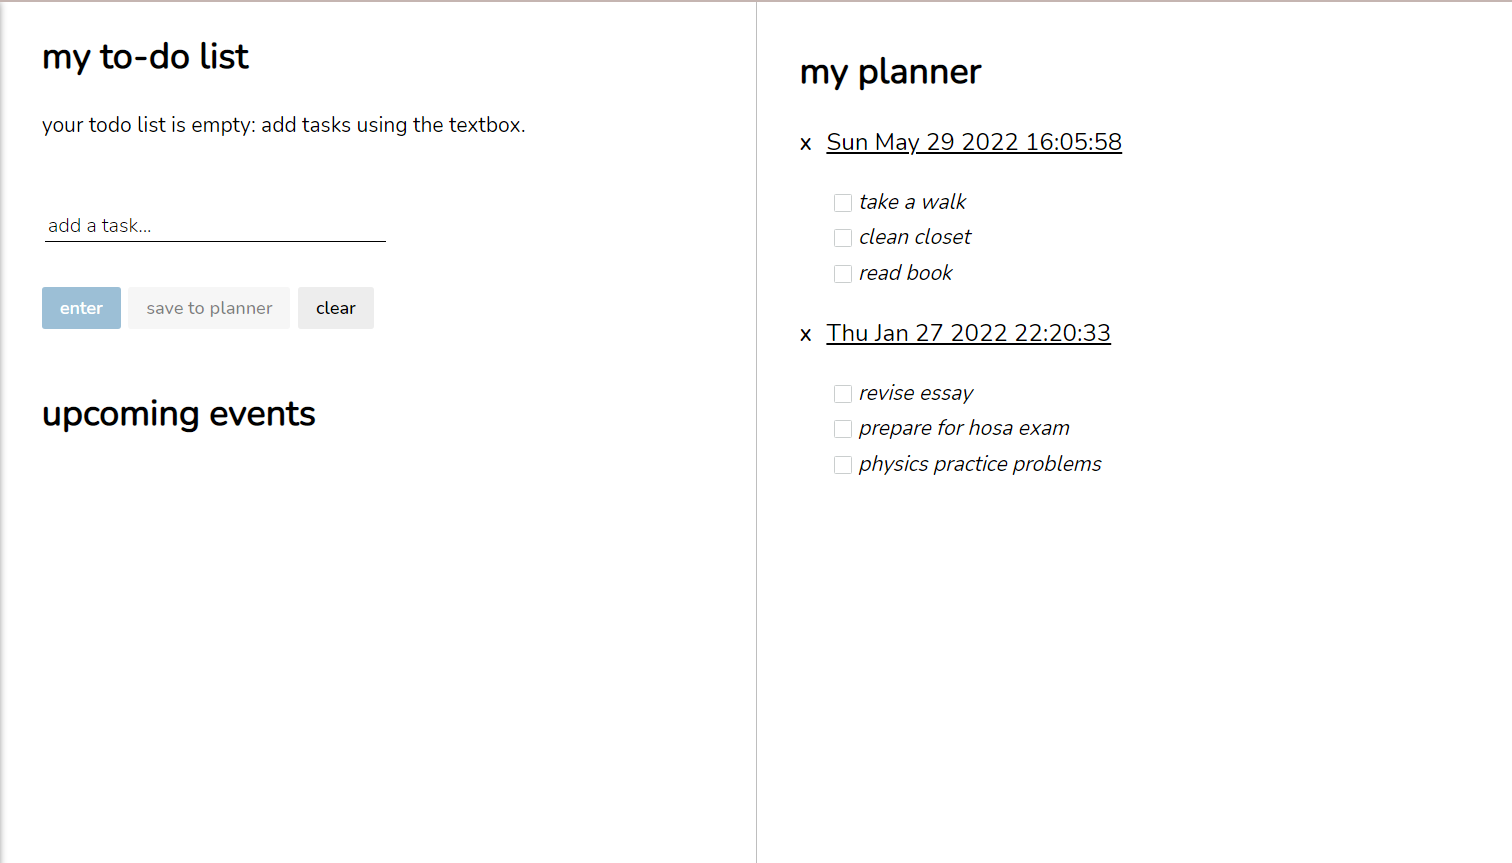 my to-do list
your todo list is empty: add tasks using the textbox.
add a task...
enter
save to planner
clear
upcoming events
my planner
x Sun May 29 2022 16:05:58
take a walk
clean closet
read book
x Thu Jan 27 2022 22:20:33
revise essay
prepare for hosa exam
physics practice problems